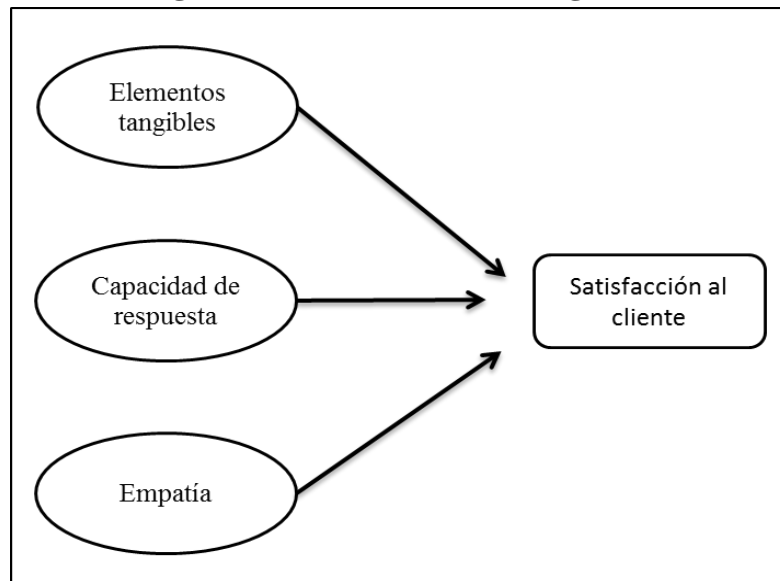 Elementos
tangibles
Capacidad de
respuesta
Satisfacción al
cliente
Empatía